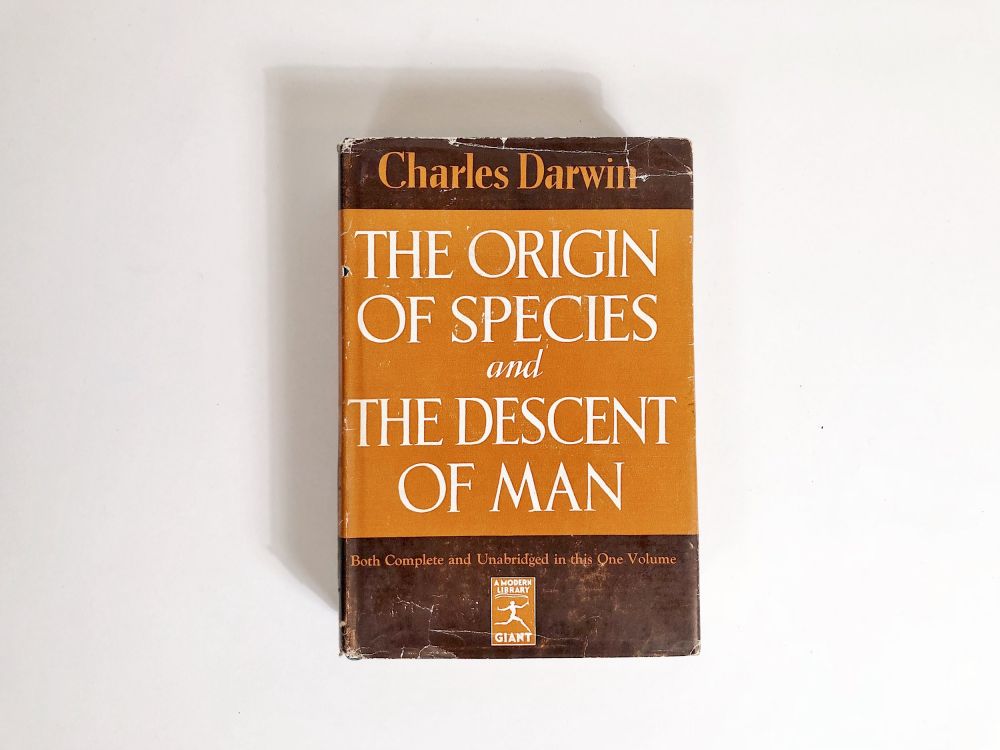 Charles Darwin
THE ORIGIN
OF SPECIES
and
THE DESCENT
OF MAN
Both Complete and Unabridged in this One Volume
A MODERN
LIBRARY
GIANT